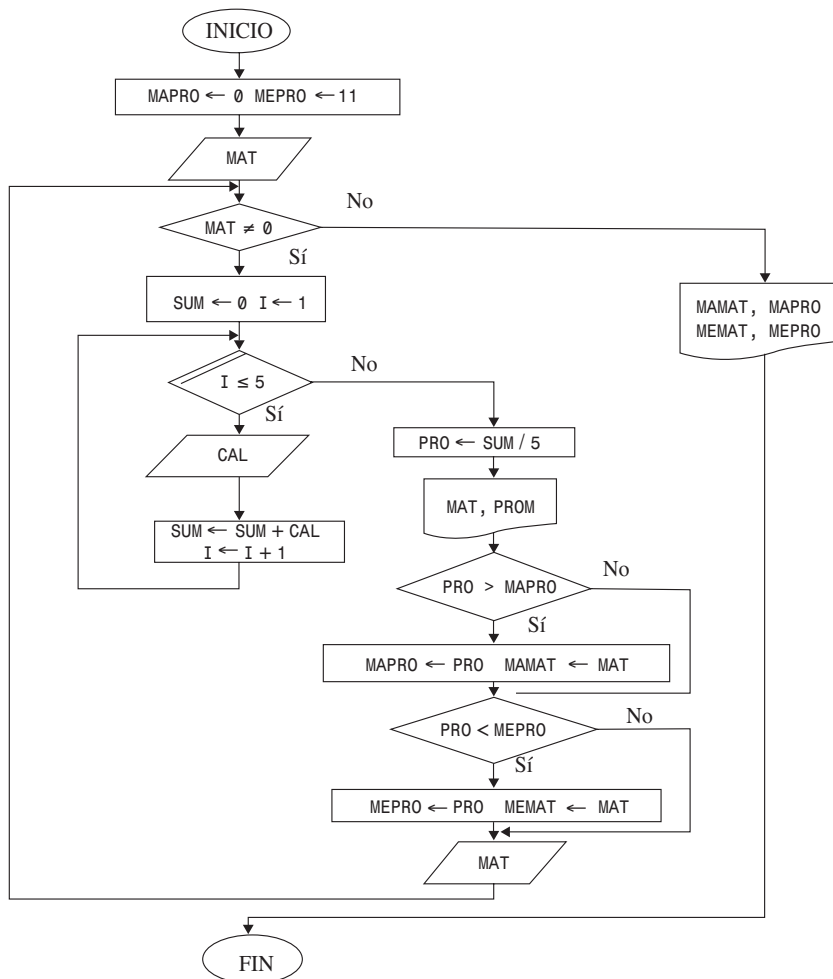 INICIO
MAPRO ← 0 MEPRO ← 11
MAT
MAT ≠ 0
No
Sí
SUM ← 0 I ← 1
MAMAT, MAPRO
MEMAT, MEPRO
I ≤ 5
No
Sí
CAL
SUM ← SUM + CAL
I ← I + 1
PRO ← SUM / 5
MAT, PROM
PRO > MAPRO
No
Sí
MAPRO ← PRO MAMAT ← MAT
PRO < MEPRO
No
Sí
MEPRO ← PRO MEMAT ← MAT
MAT
FIN